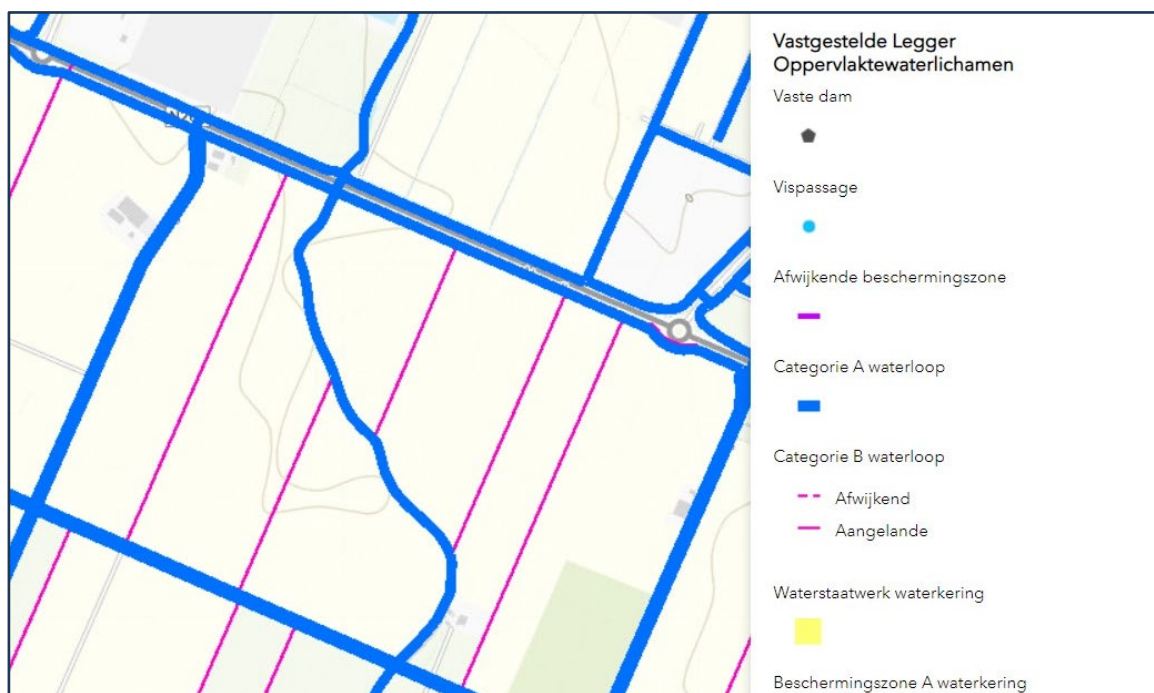 Vastgestelde Legger
Oppervlaktewaterlichamen
Vaste dam
Vispassage
Afwijkende beschermingszone
Categorie A waterloop
Categorie B waterloop
Afwijkend
Aangelande
Waterstaatwerk waterkering
Beschermingszone A waterkering